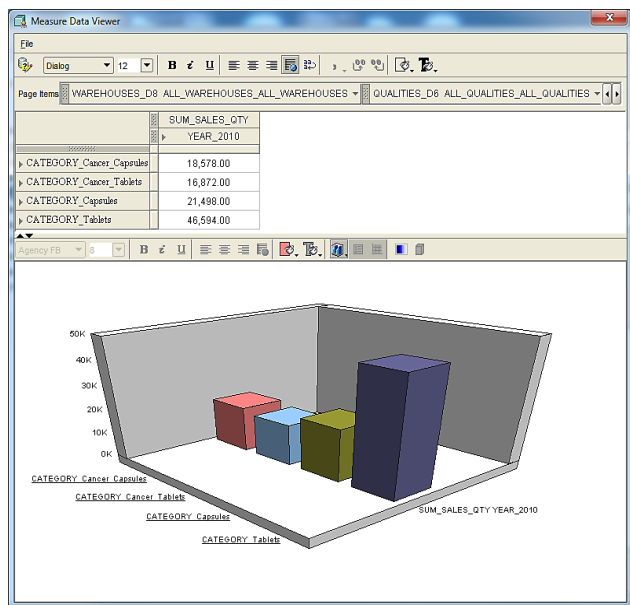 Measure Data Viewer
File
Dialog 12 B i U
Page Items WAREHOUSES_D8 ALL_WAREHOUSES_ALL_WAREHOUSES QUALITIES_D6 ALL_QUALITIES_ALL_QUALITIES
SUM_SALES_QTY
YEAR_2010
CATEGORY_Cancer_Capsules 18,578.00
CATEGORY_Cancer_Tablets 16,872.00
CATEGORY_Capsules 21,498.00
CATEGORY_Tablets 46,594.00
Agency FB 8 B i U
50K
40K
30K
20K
10K
0K
CATEGORY_Cancer_Capsules
CATEGORY_Cancer_Tablets
CATEGORY_Capsules
CATEGORY_Tablets
SUM_SALES_QTY YEAR_2010